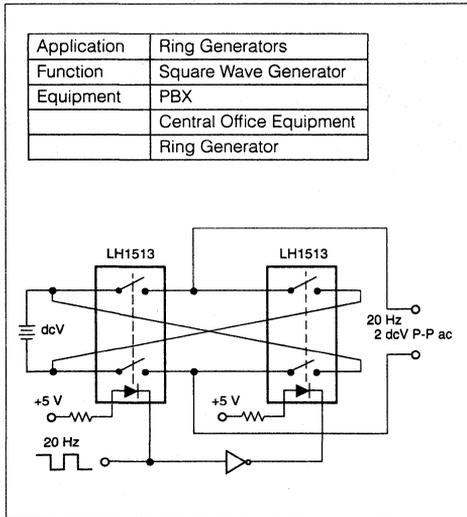 Application Ring Generators
Function Square Wave Generator
Equipment PBX
Central Office Equipment
Ring Generator
LH1513 LH1513
dcV
20 Hz
2 dcV P-P ac
+5 V +5 V
20 Hz